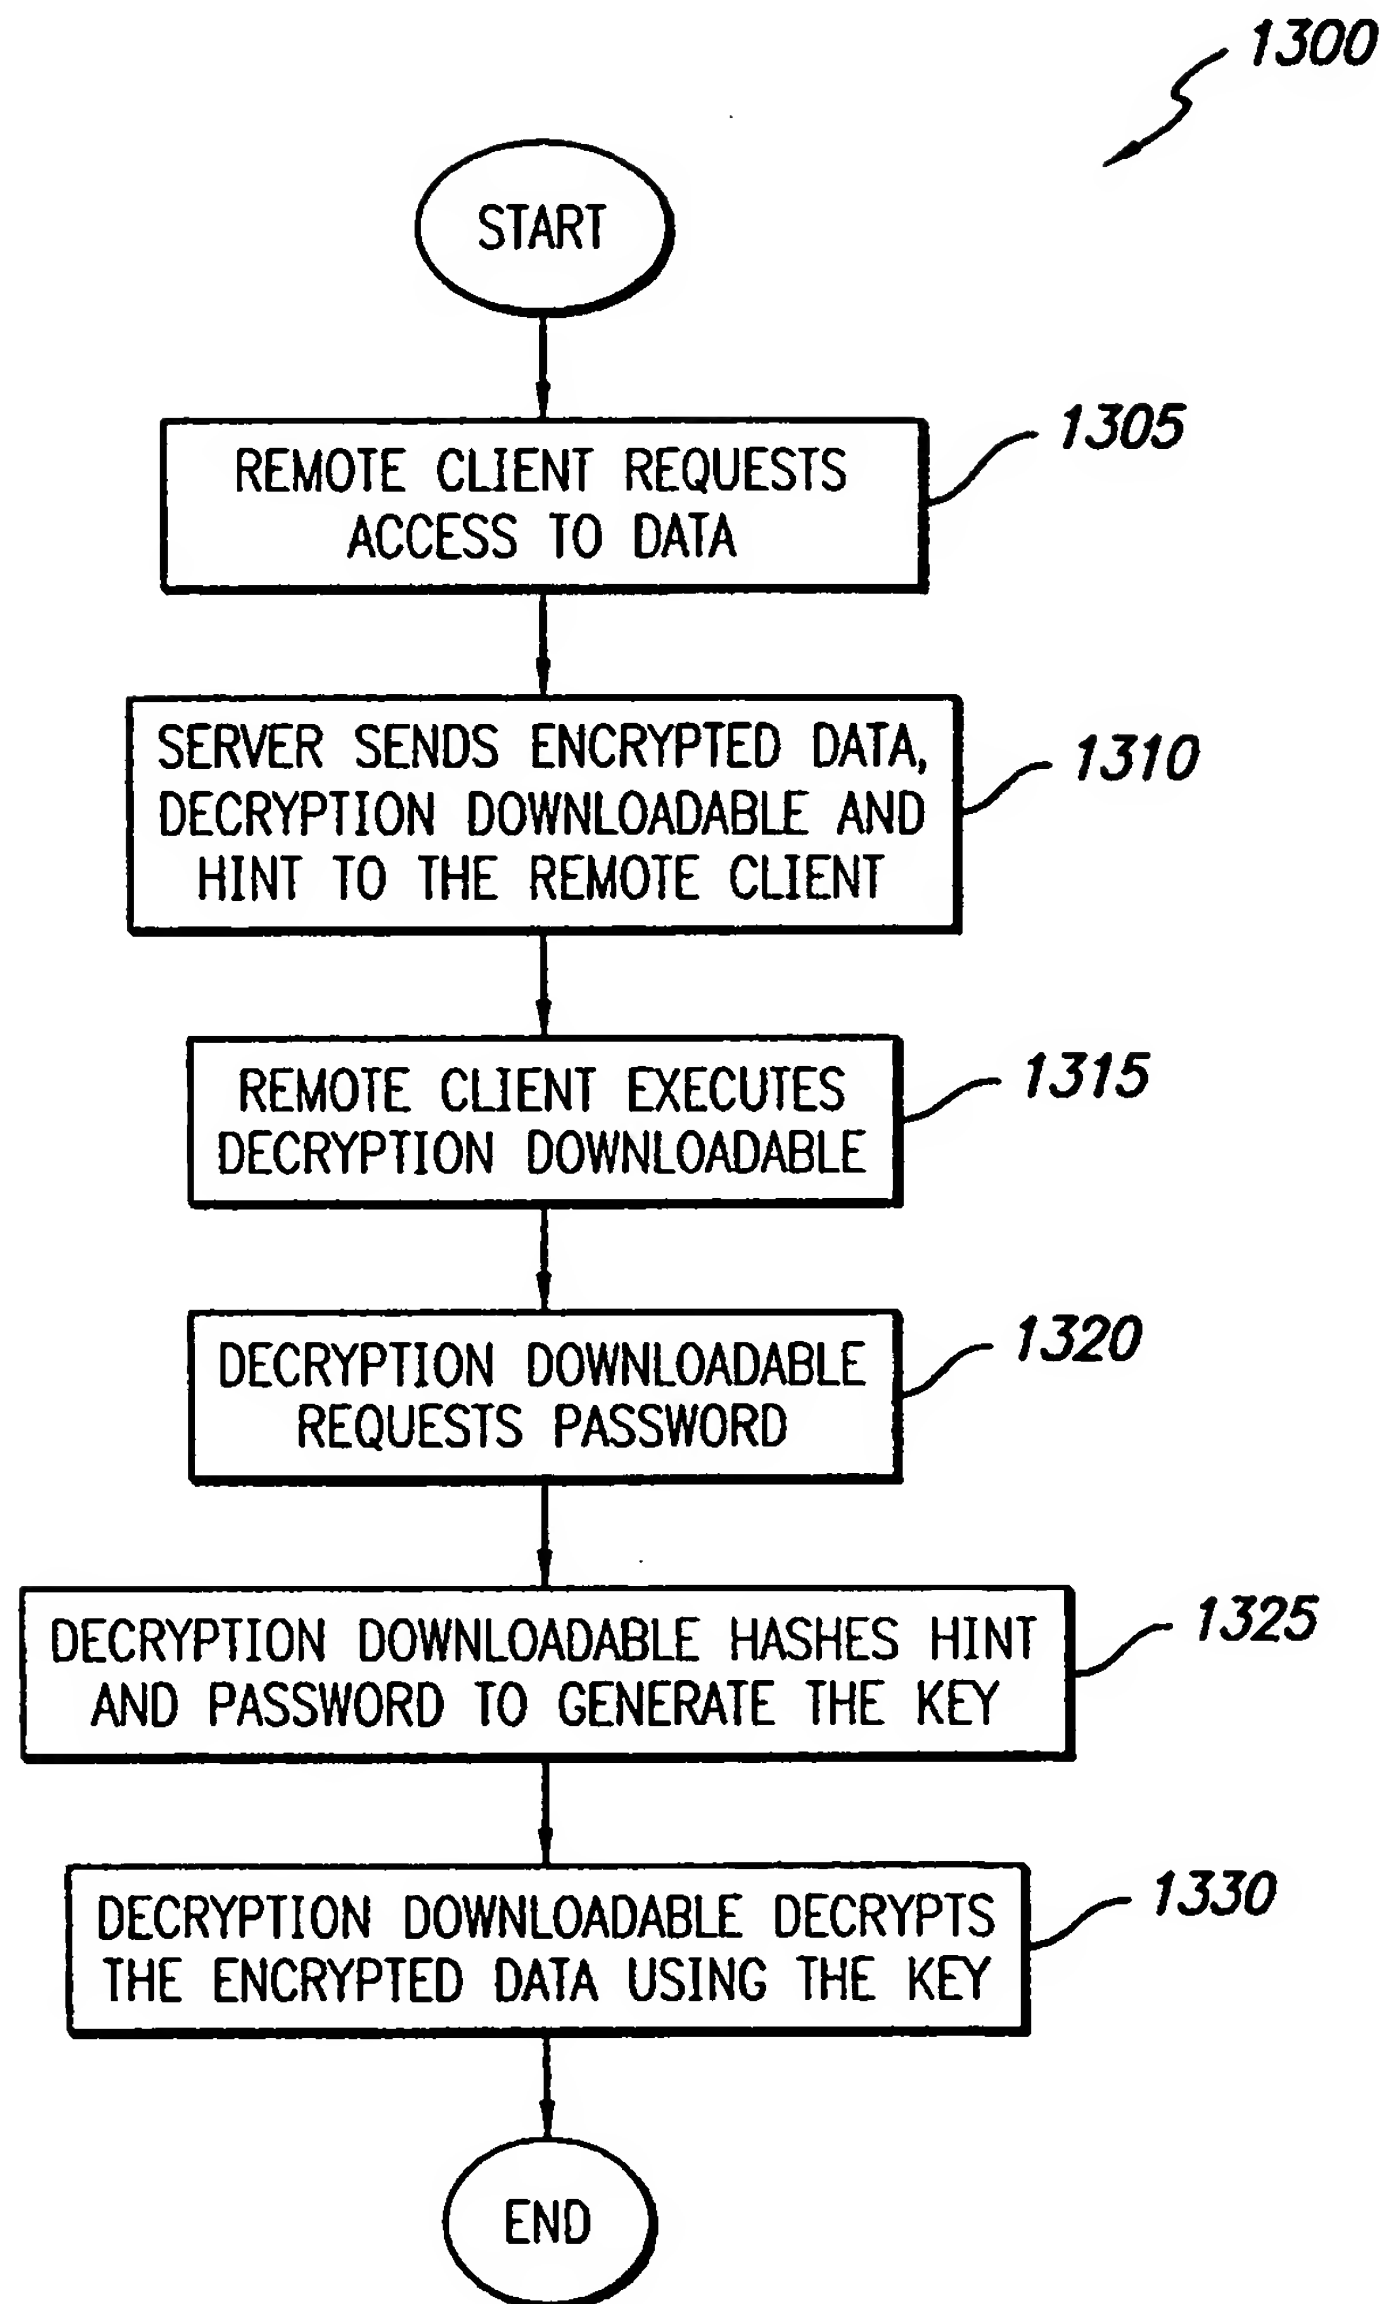 1300
START
REMOTE CLIENT REQUESTS
ACCESS TO DATA
1305
SERVER SENDS ENCRYPTED DATA,
DECRYPTION DOWNLOADABLE AND
HINT TO THE REMOTE CLIENT
1310
REMOTE CLIENT EXECUTES
DECRYPTION DOWNLOADABLE
1315
DECRYPTION DOWNLOADABLE
REQUESTS PASSWORD
1320
DECRYPTION DOWNLOADABLE HASHES HINT
AND PASSWORD TO GENERATE THE KEY
1325
DECRYPTION DOWNLOADABLE DECRYPTS
THE ENCRYPTED DATA USING THE KEY
1330
END